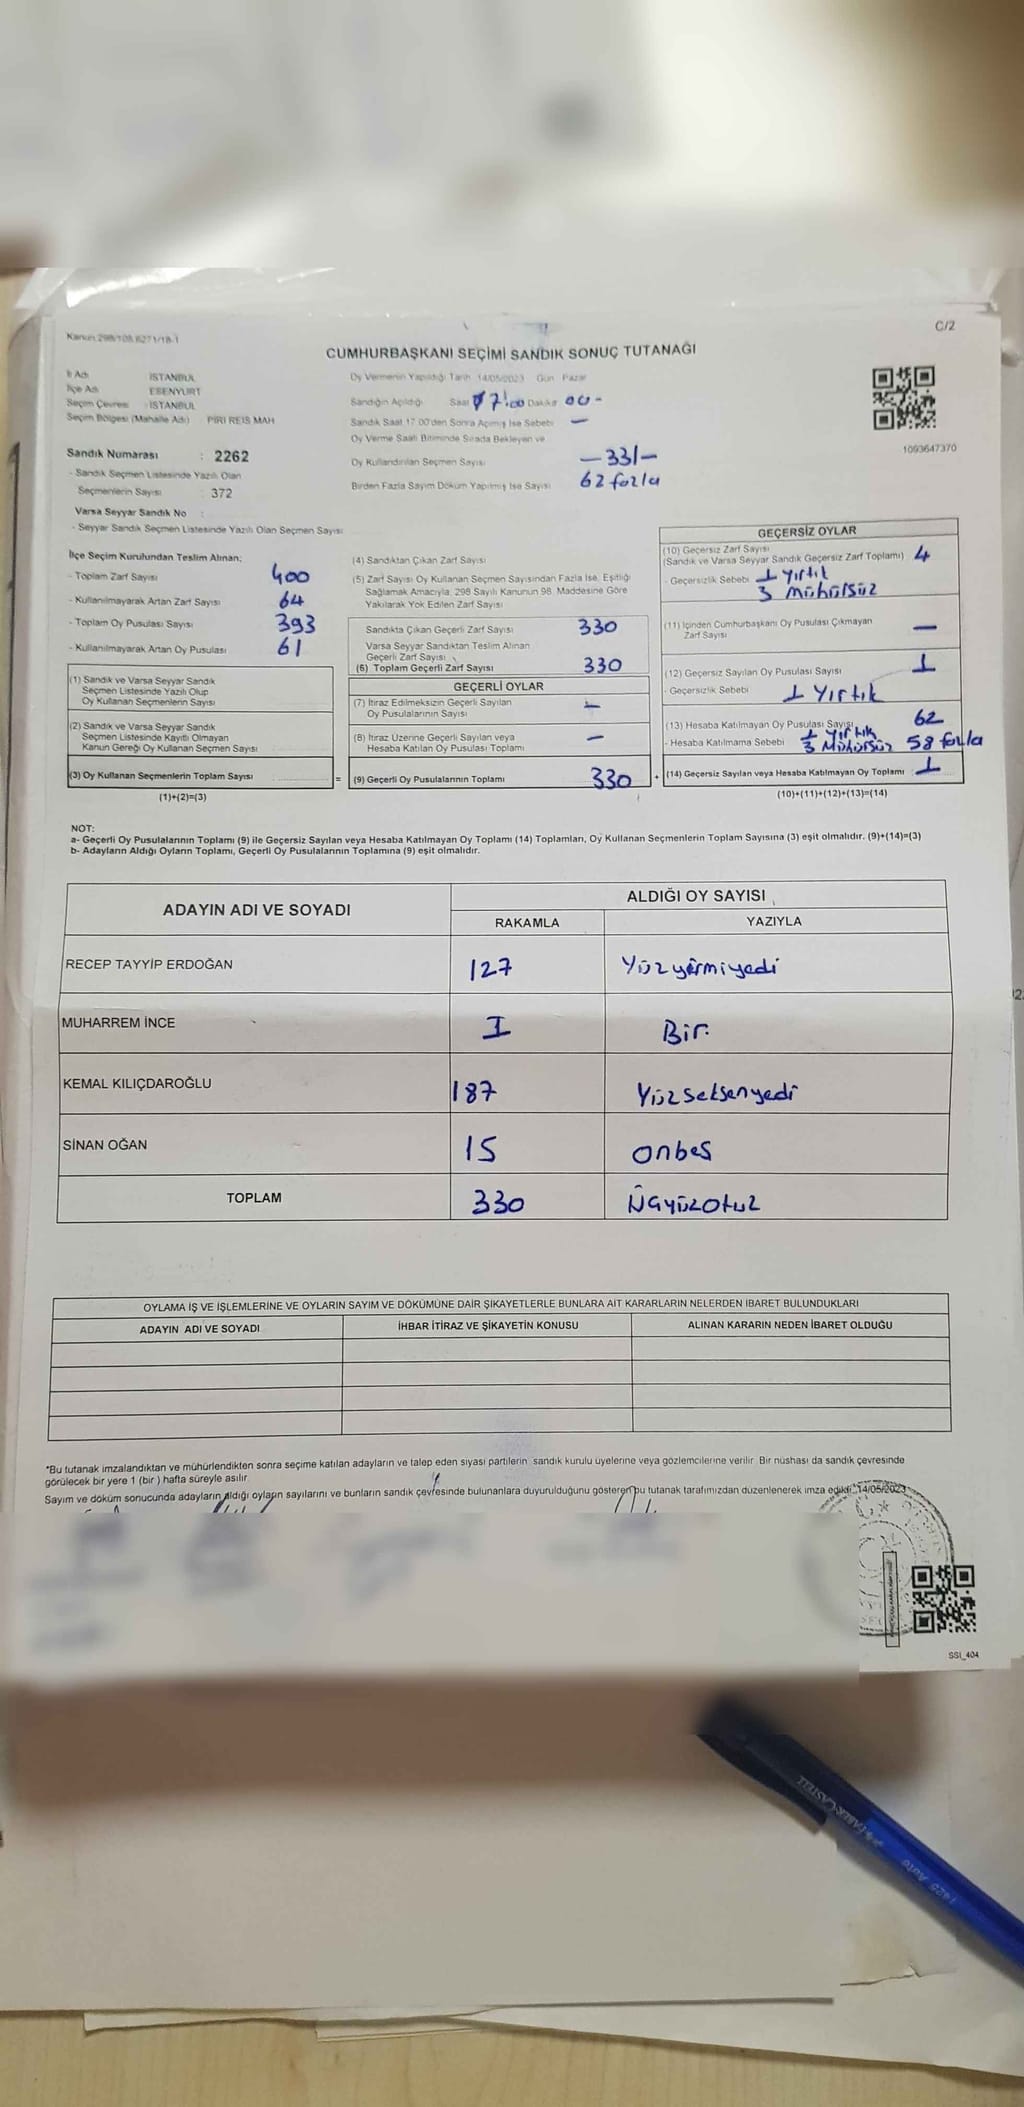 Kanun:298/105,6271/18-1
C/2
CUMHURBAŞKANI SEÇİMİ SANDIK SONUÇ TUTANAĞI
İl Adı : İSTANBUL
İlçe Adı : ESENYURT
Seçim Çevresi : İSTANBUL
Seçim Bölgesi (Mahalle Adı) : PİRİ REİS MAH
Sandık Numarası : 2262
- Sandık Seçmen Listesinde Yazılı Olan
Seçmenlerin Sayısı : 372
Varsa Seyyar Sandık No :
- Seyyar Sandık Seçmen Listesinde Yazılı Olan Seçmen Sayısı
Oy Vermenin Yapıldığı Tarih 14/05/2023 Gün Pazar
Sandığın Açıldığı Saat 17:00 Dakika 00-
Sandık Saat 17:00'den Sonra Açılmış İse Sebebi —
Oy Verme Saati Bitiminde Sırada Bekleyen ve
Oy Kullandırılan Seçmen Sayısı —331—
Birden Fazla Sayım Döküm Yapılmış İse Sayısı 62 fazla
1093647370
İlçe Seçim Kurulundan Teslim Alınan;
- Toplam Zarf Sayısı 400
- Kullanılmayarak Artan Zarf Sayısı 64
- Toplam Oy Pusulası Sayısı 393
- Kullanılmayarak Artan Oy Pusulası 61
(1) Sandık ve Varsa Seyyar Sandık
Seçmen Listesinde Yazılı Olup
Oy Kullanan Seçmenlerin Sayısı
(2) Sandık ve Varsa Seyyar Sandık
Seçmen Listesinde Kayıtlı Olmayan
Kanun Gereği Oy Kullanan Seçmen Sayısı
(3) Oy Kullanan Seçmenlerin Toplam Sayısı =
(1)+(2)=(3)
(4) Sandıktan Çıkan Zarf Sayısı
(5) Zarf Sayısı Oy Kullanan Seçmen Sayısından Fazla İse, Eşitliği
Sağlamak Amacıyla, 298 Sayılı Kanunun 98. Maddesine Göre
Yakılarak Yok Edilen Zarf Sayısı
Sandıkta Çıkan Geçerli Zarf Sayısı 330
Varsa Seyyar Sandıktan Teslim Alınan
Geçerli Zarf Sayısı
(6) Toplam Geçerli Zarf Sayısı 330
GEÇERLİ OYLAR
(7) İtiraz Edilmeksizin Geçerli Sayılan
Oy Pusulalarının Sayısı —
(8) İtiraz Üzerine Geçerli Sayılan veya
Hesaba Katılan Oy Pusulası Toplamı —
(9) Geçerli Oy Pusulalarının Toplamı 330 +
GEÇERSİZ OYLAR
(10) Geçersiz Zarf Sayısı
(Sandık ve Varsa Seyyar Sandık Geçersiz Zarf Toplamı) 4
- Geçersizlik Sebebi 1 Yırtık
3 Mühürsüz
(11) İçinden Cumhurbaşkanı Oy Pusulası Çıkmayan
Zarf Sayısı —
(12) Geçersiz Sayılan Oy Pusulası Sayısı 1
- Geçersizlik Sebebi 1 Yırtık
(13) Hesaba Katılmayan Oy Pusulası Sayısı 62
- Hesaba Katılmama Sebebi 1 Yırtık 3 Mühürsüz 58 fazla
(14) Geçersiz Sayılan veya Hesaba Katılmayan Oy Toplamı 1
(10)+(11)+(12)+(13)=(14)
NOT:
a- Geçerli Oy Pusulalarının Toplamı (9) ile Geçersiz Sayılan veya Hesaba Katılmayan Oy Toplamı (14) Toplamları, Oy Kullanan Seçmenlerin Toplam Sayısına (3) eşit olmalıdır. (9)+(14)=(3)
b- Adayların Aldığı Oyların Toplamı, Geçerli Oy Pusulalarının Toplamına (9) eşit olmalıdır.
ADAYIN ADI VE SOYADI
ALDIĞI OY SAYISI
RAKAMLA YAZIYLA
RECEP TAYYİP ERDOĞAN 127 Yüzyirmiyedi
MUHARREM İNCE I Bir
KEMAL KILIÇDAROĞLU 187 Yüzseksenyedi
SİNAN OĞAN 15 onbeş
TOPLAM 330 Üçyüzotuz
OYLAMA İŞ VE İŞLEMLERİNE VE OYLARIN SAYIM VE DÖKÜMÜNE DAİR ŞİKAYETLERLE BUNLARA AİT KARARLARIN NELERDEN İBARET BULUNDUKLARI
ADAYIN ADI VE SOYADI İHBAR İTİRAZ VE ŞİKAYETİN KONUSU ALINAN KARARIN NEDEN İBARET OLDUĞU
*Bu tutanak imzalandıktan ve mühürlendikten sonra seçime katılan adayların ve talep eden siyasi partilerin sandık kurulu üyelerine veya gözlemcilerine verilir. Bir nüshası da sandık çevresinde
görülecek bir yere 1 (bir ) hafta süreyle asılır.
Sayım ve döküm sonucunda adayların aldığı oyların sayılarını ve bunların sandık çevresinde bulunanlara duyurulduğunu gösteren bu tutanak tarafımızdan düzenlenerek imza edildi. 14/05/2023
SSI_404
FABER-CASTELL
1425 Auto